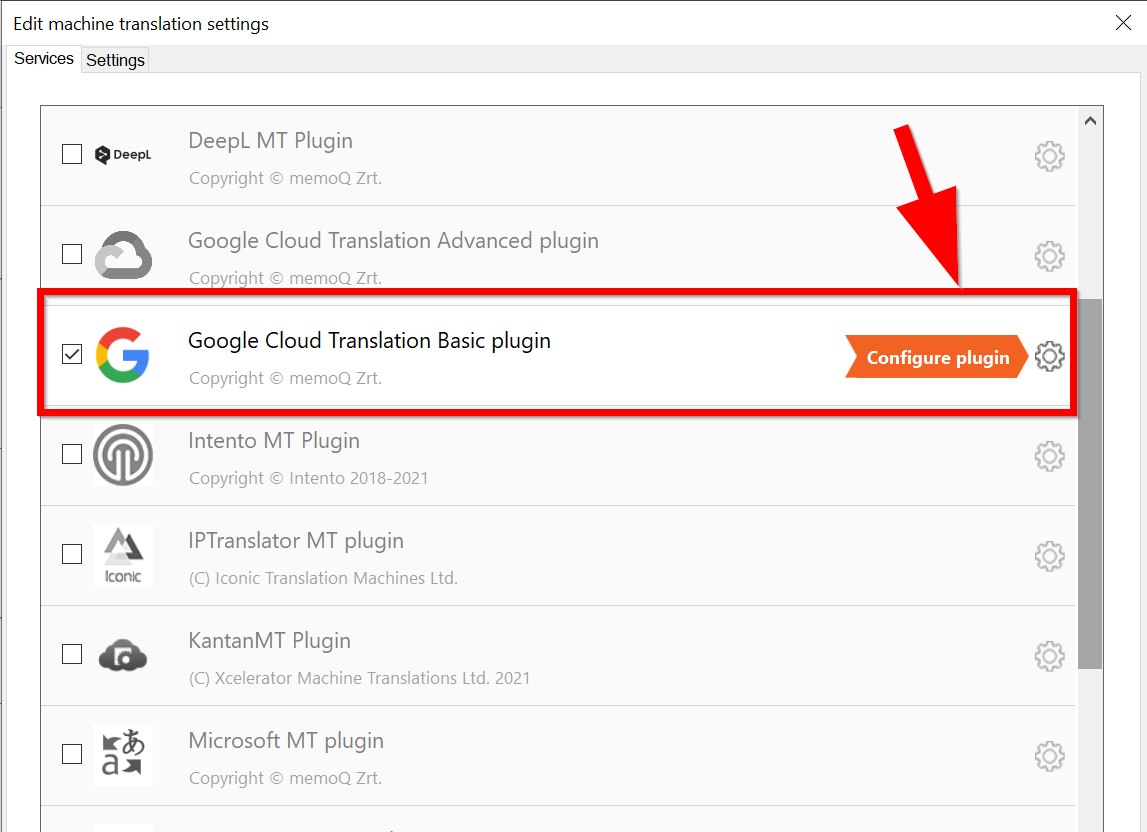 Edit machine translation settings
Services
Settings
DeepL
DeepL MT Plugin
Copyright © memoQ Zrt.
Google Cloud Translation Advanced plugin
Copyright © memoQ Zrt.
Google Cloud Translation Basic plugin
Copyright © memoQ Zrt.
Configure plugin
Intento MT Plugin
Copyright © Intento 2018-2021
IPTranslator MT plugin
Iconic
(C) Iconic Translation Machines Ltd.
KantanMT Plugin
(C) Xcelerator Machine Translations Ltd. 2021
Microsoft MT plugin
あ
a
Copyright © memoQ Zrt.